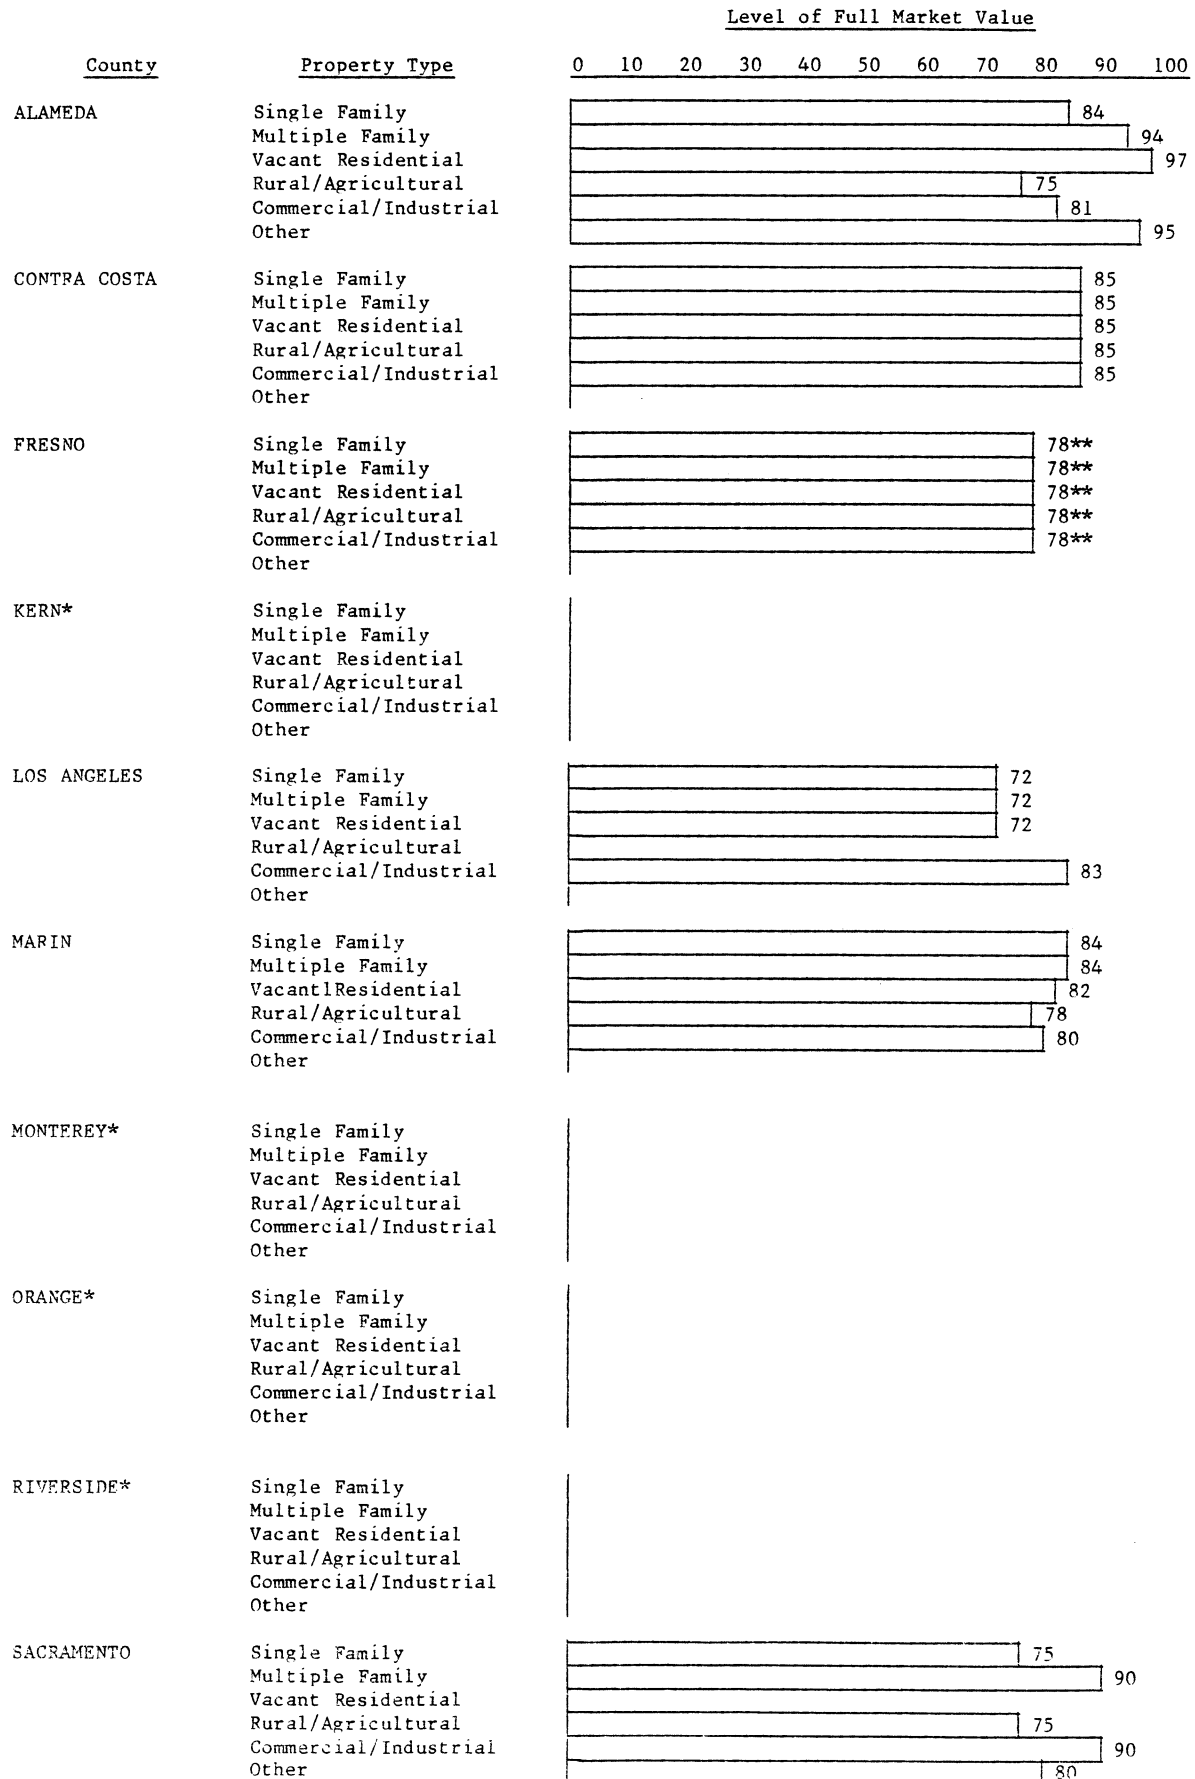 Level of Full Market Value
County Property Type 0 10 20 30 40 50 60 70 80 90 100
ALAMEDA Single Family 84
Multiple Family 94
Vacant Residential 97
Rural/Agricultural 75
Commercial/Industrial 81
Other 95
CONTRA COSTA Single Family 85
Multiple Family 85
Vacant Residential 85
Rural/Agricultural 85
Commercial/Industrial 85
Other
FRESNO Single Family 78**
Multiple Family 78**
Vacant Residential 78**
Rural/Agricultural 78**
Commercial/Industrial 78**
Other
KERN* Single Family
Multiple Family
Vacant Residential
Rural/Agricultural
Commercial/Industrial
Other
LOS ANGELES Single Family 72
Multiple Family 72
Vacant Residential 72
Rural/Agricultural
Commercial/Industrial 83
Other
MARIN Single Family 84
Multiple Family 84
Vacant1Residential 82
Rural/Agricultural 78
Commercial/Industrial 80
Other
MONTEREY* Single Family
Multiple Family
Vacant Residential
Rural/Agricultural
Commercial/Industrial
Other
ORANGE* Single Family
Multiple Family
Vacant Residential
Rural/Agricultural
Commercial/Industrial
Other
RIVERSIDE* Single Family
Multiple Family
Vacant Residential
Rural/Agricultural
Commercial/Industrial
Other
SACRAMENTO Single Family 75
Multiple Family 90
Vacant Residential
Rural/Agricultural 75
Commercial/Industrial 90
Other 80